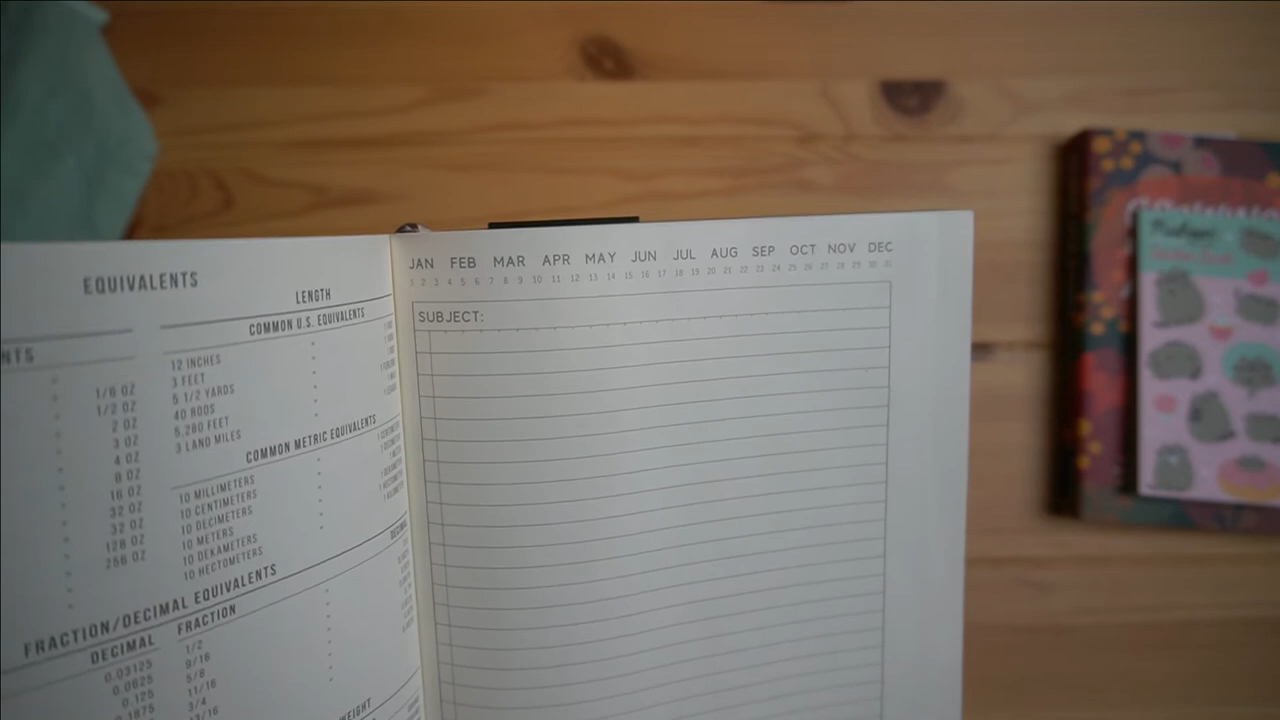 EQUIVALENTS
LENGTH
COMMON U.S. EQUIVALENTS
12 INCHES
3 FEET
5 1/2 YARDS
40 RODS
5,280 FEET
3 LAND MILES
COMMON METRIC EQUIVALENTS
10 MILLIMETERS
10 CENTIMETERS
10 DECIMETERS
10 METERS
10 DEKAMETERS
10 HECTOMETERS
NTS
1/6 OZ
1/2 OZ
2 OZ
3 OZ
4 OZ
8 OZ
16 OZ
32 OZ
32 OZ
128 OZ
256 OZ
DECIMAL
FRACTION/DECIMAL EQUIVALENTS
DECIMAL FRACTION
0.03125 1/2
0.0625 9/16
0.125 5/8
0.1875 11/16
3/4
13/16
WEIGHT
JAN FEB MAR APR MAY JUN JUL AUG SEP OCT NOV DEC
1 2 3 4 5 6 7 8 9 10 11 12 13 14 15 16 17 18 19 20 21 22 23 24 25 26 27 28 29 30 31
SUBJECT: